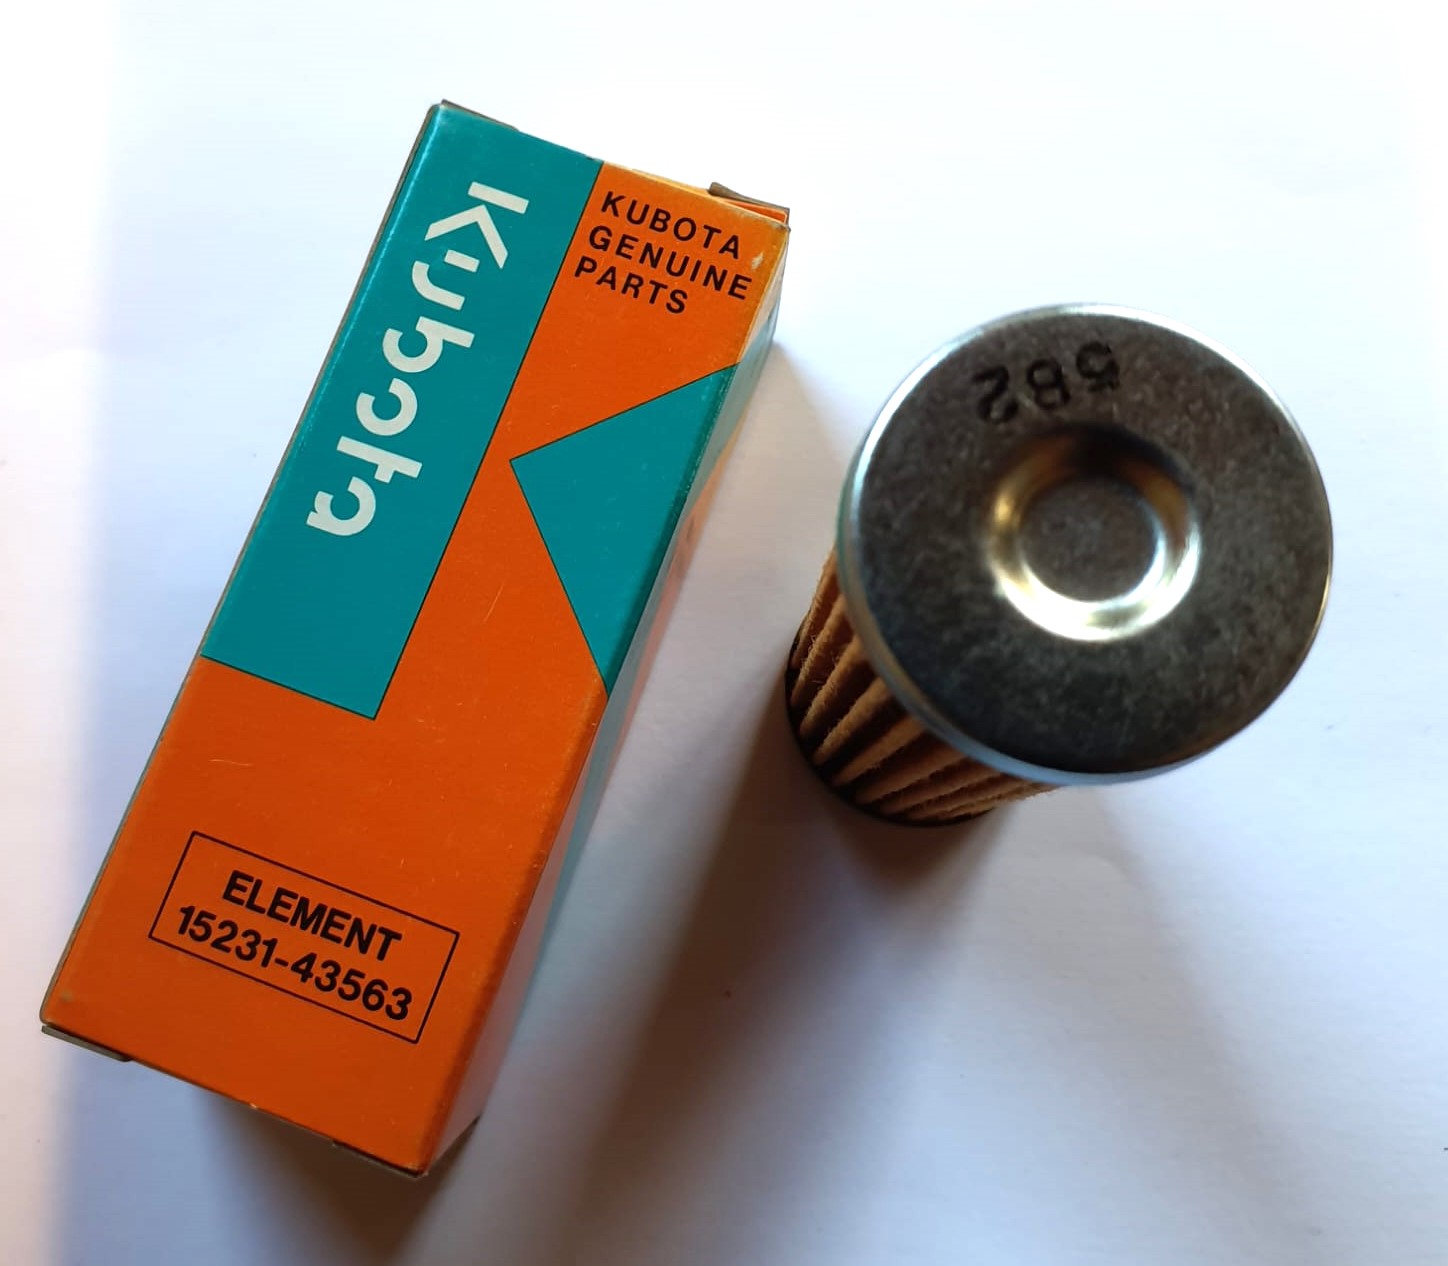 Kubota
KUBOTA
GENUINE
PARTS
ELEMENT
15231-43563
582